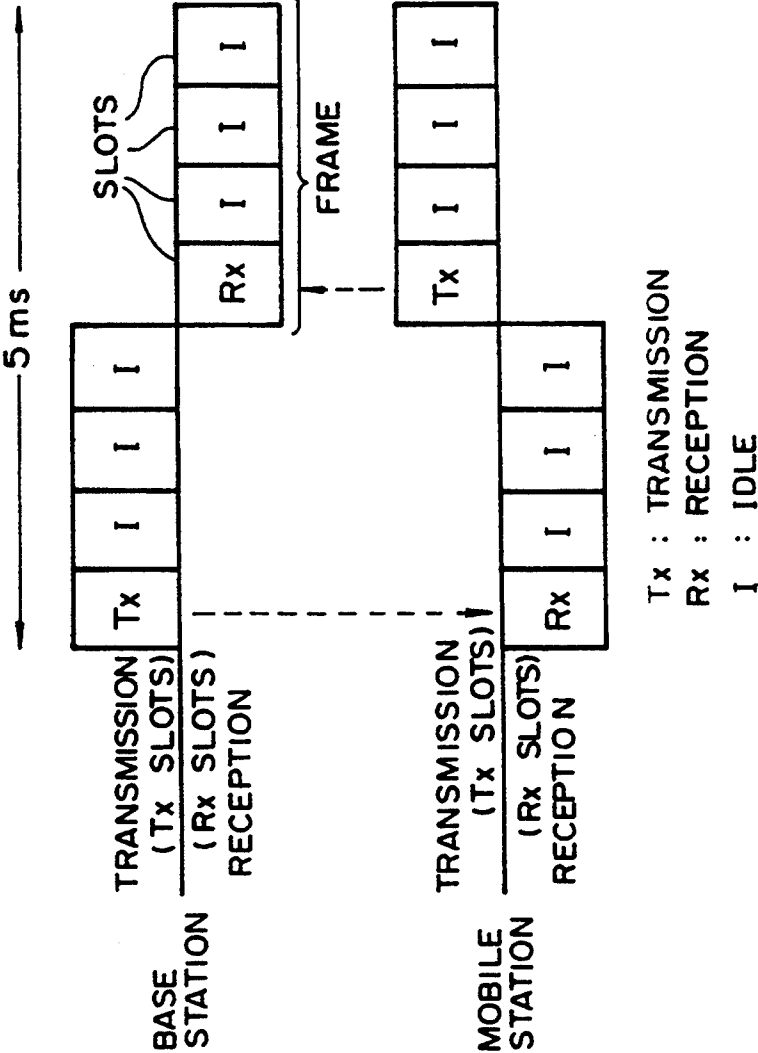 5 ms
SLOTS
BASE
STATION
TRANSMISSION
(Tx SLOTS)
(Rx SLOTS)
RECEPTION
Tx I I I
Rx I I I
FRAME
MOBILE
STATION
TRANSMISSION
(Tx SLOTS)
(Rx SLOTS)
RECEPTION
Tx I I I
Rx I I I
Tx : TRANSMISSION
Rx : RECEPTION
I : IDLE